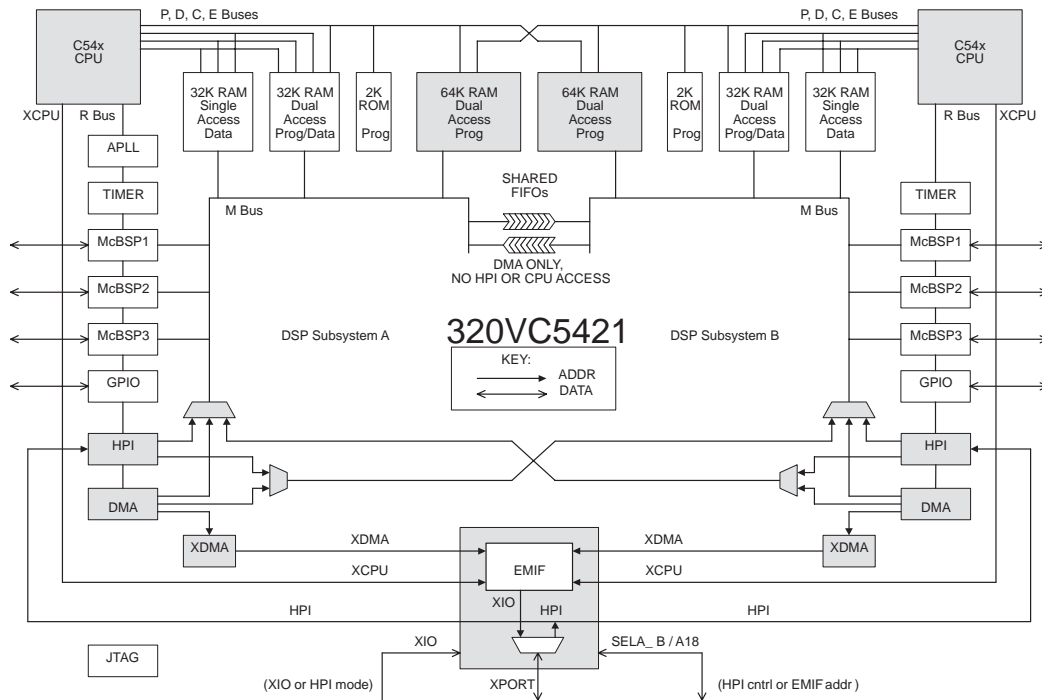 P, D, C, E Buses
P, D, C, E Buses
C54x
CPU
C54x
CPU
32K RAM
Single
Access
Data
32K RAM
Dual
Access
Prog/Data
2K
ROM
Prog
64K RAM
Dual
Access
Prog
64K RAM
Dual
Access
Prog
2K
ROM
Prog
32K RAM
Dual
Access
Prog/Data
32K RAM
Single
Access
Data
XCPU
R Bus
R Bus
XCPU
APLL
TIMER
SHARED
FIFOs
TIMER
M Bus
M Bus
McBSP1
McBSP1
DMA ONLY,
NO HPI OR CPU ACCESS
McBSP2
McBSP2
McBSP3
DSP Subsystem A
320VC5421
DSP Subsystem B
McBSP3
KEY:
ADDR
DATA
GPIO
GPIO
HPI
HPI
DMA
DMA
XDMA
XDMA
XDMA
XDMA
EMIF
XCPU
XCPU
XIO
HPI
HPI
HPI
XIO
SELA_ B / A18
JTAG
(XIO or HPI mode)
XPORT
(HPI cntrl or EMIF addr )